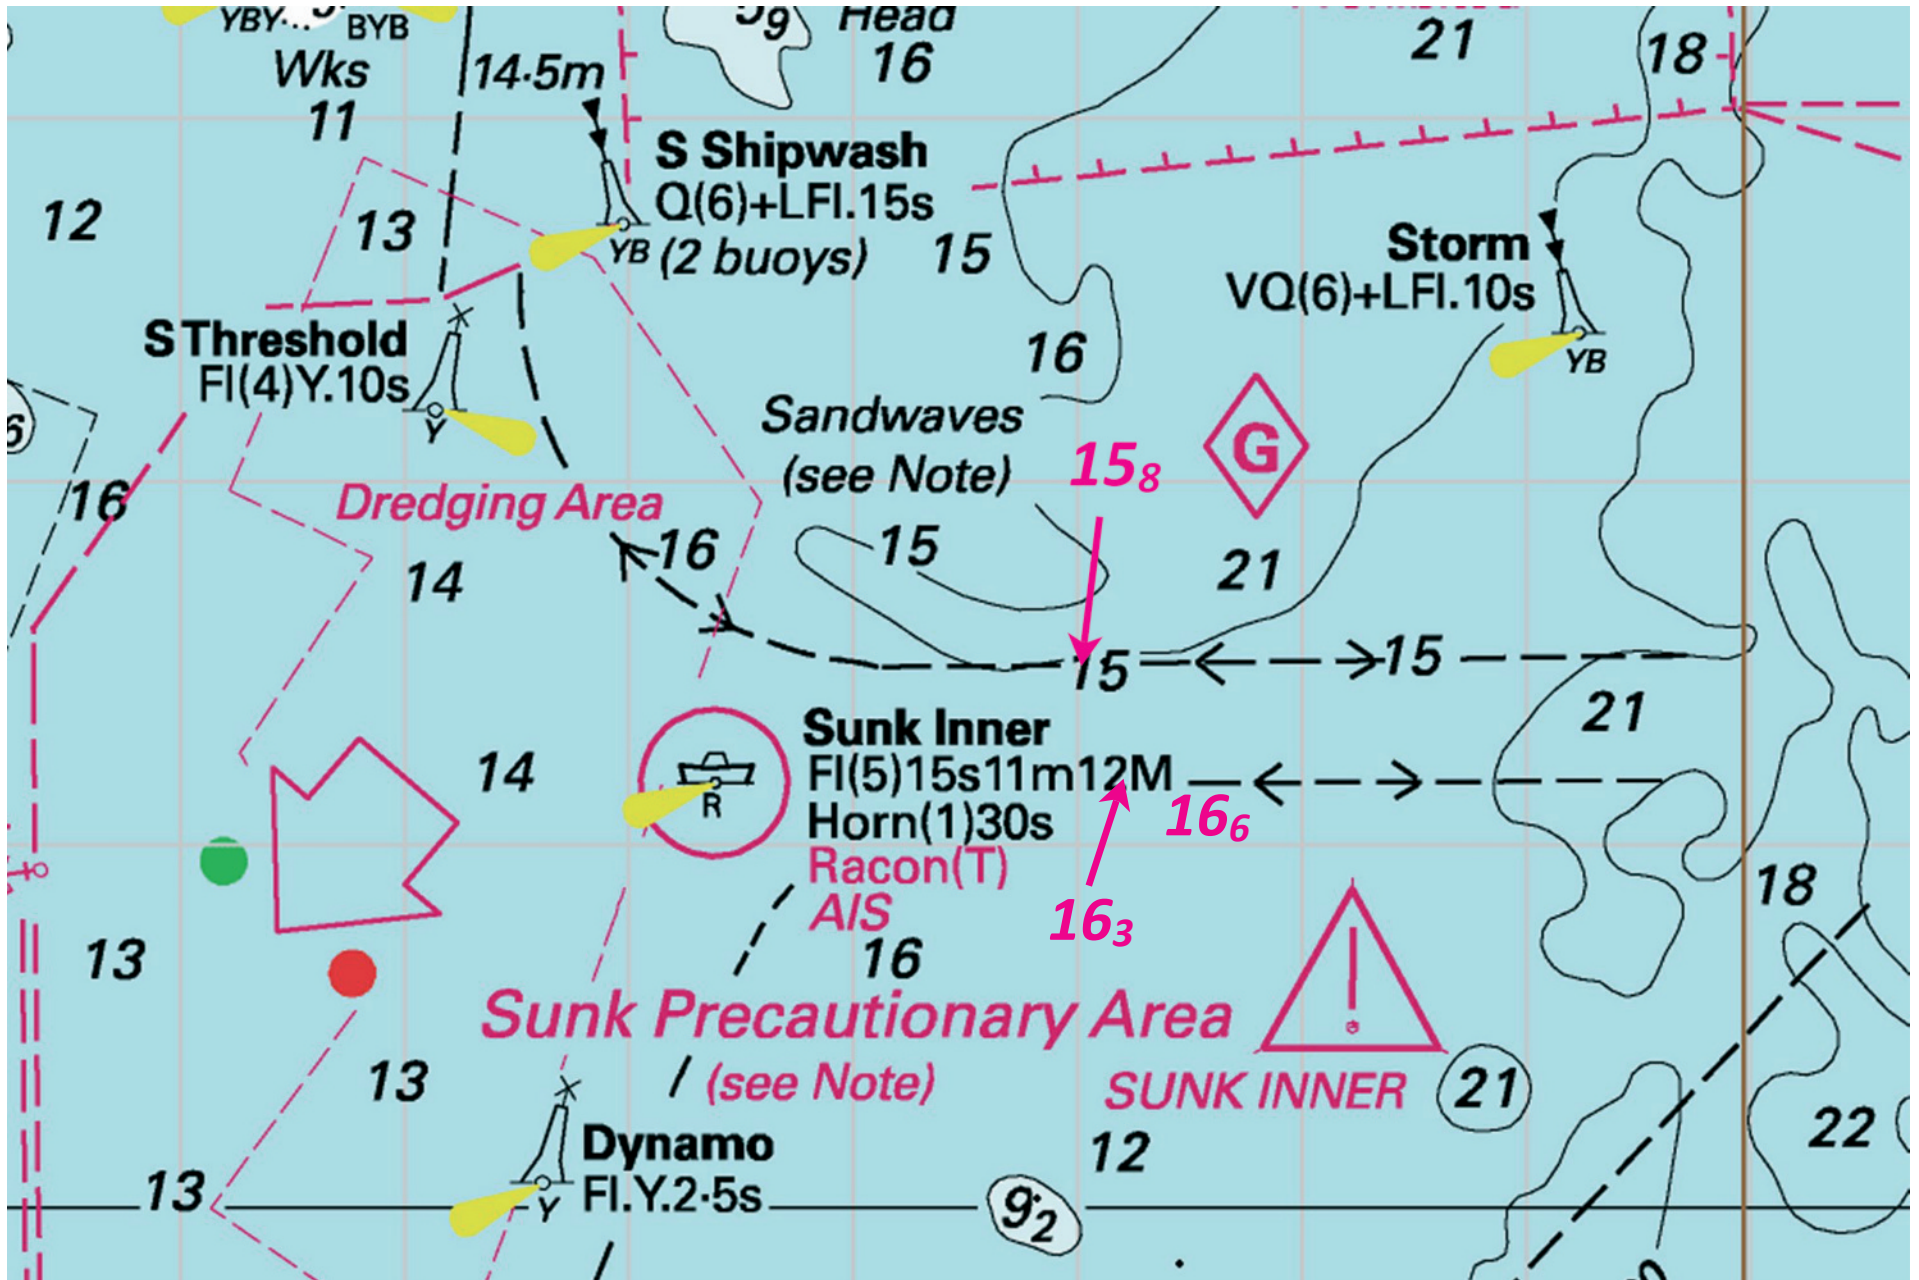 YBY...
BYB
5₉
Head
16
21
18
Wks
11
14·5m
S Shipwash
Q(6)+LFl.15s
YB (2 buoys)
15
12
13
Storm
VQ(6)+LFl.10s
YB
S Threshold
Fl(4)Y.10s
Y
16
Sandwaves
(see Note)
15₈
G
16
Dredging Area
16
15
21
14
15
15
21
14
Sunk Inner
Fl(5)15s11m12M
Horn(1)30s
Racon(T)
AIS
R
16₆
16₃
18
13
16
Sunk Precautionary Area
(see Note)
SUNK INNER
!
21
13
22
Dynamo
Fl.Y.2·5s
Y
12
13
9₂